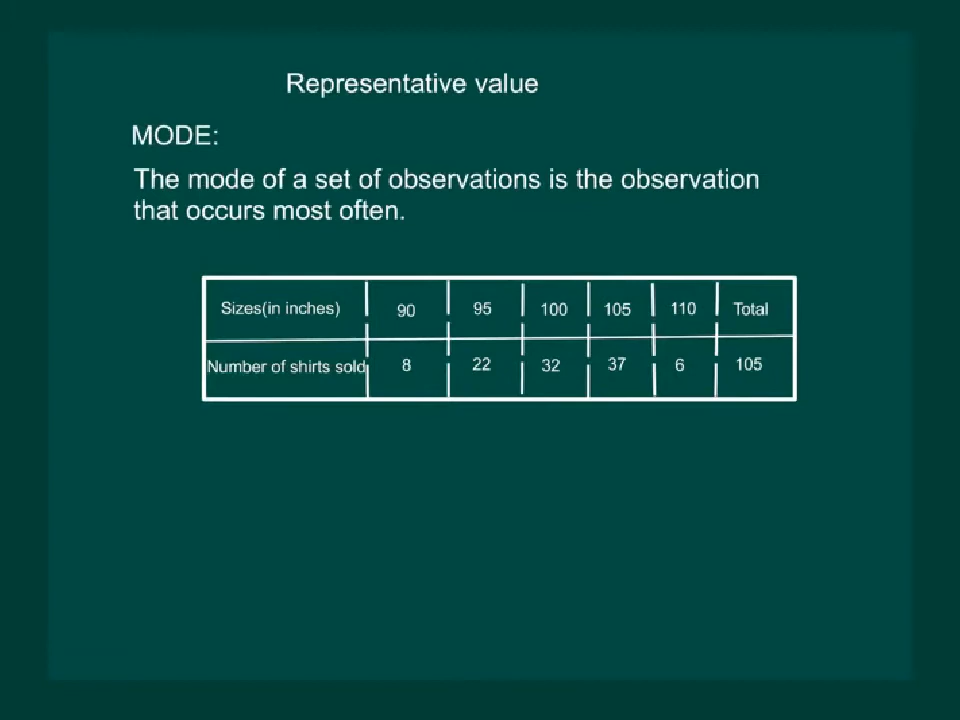 Representative value
MODE:
The mode of a set of observations is the observation
that occurs most often.
Sizes(in inches) 90 95 100 105 110 Total
Number of shirts sold 8 22 32 37 6 105